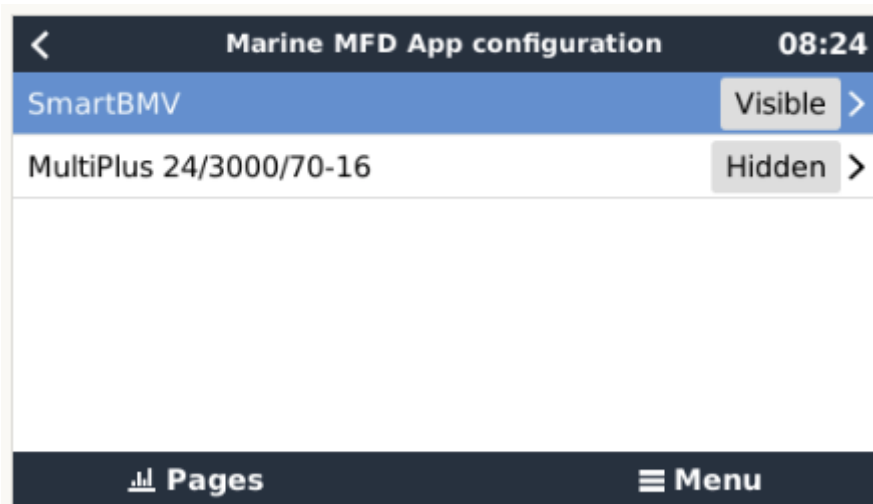 Marine MFD App configuration 08:24
SmartBMV Visible
MultiPlus 24/3000/70-16 Hidden
Pages Menu